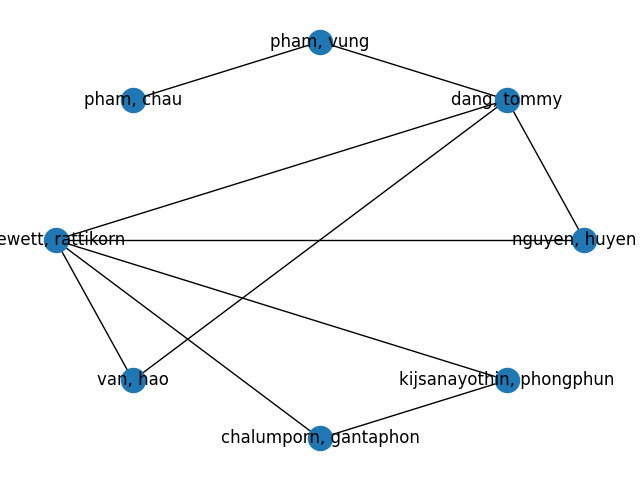 pham, vung
pham, chau
dang, tommy
ewett, rattikorn
nguyen, huyen
van, hao
kijsanayothin, phongphun
chalumporn, gantaphon